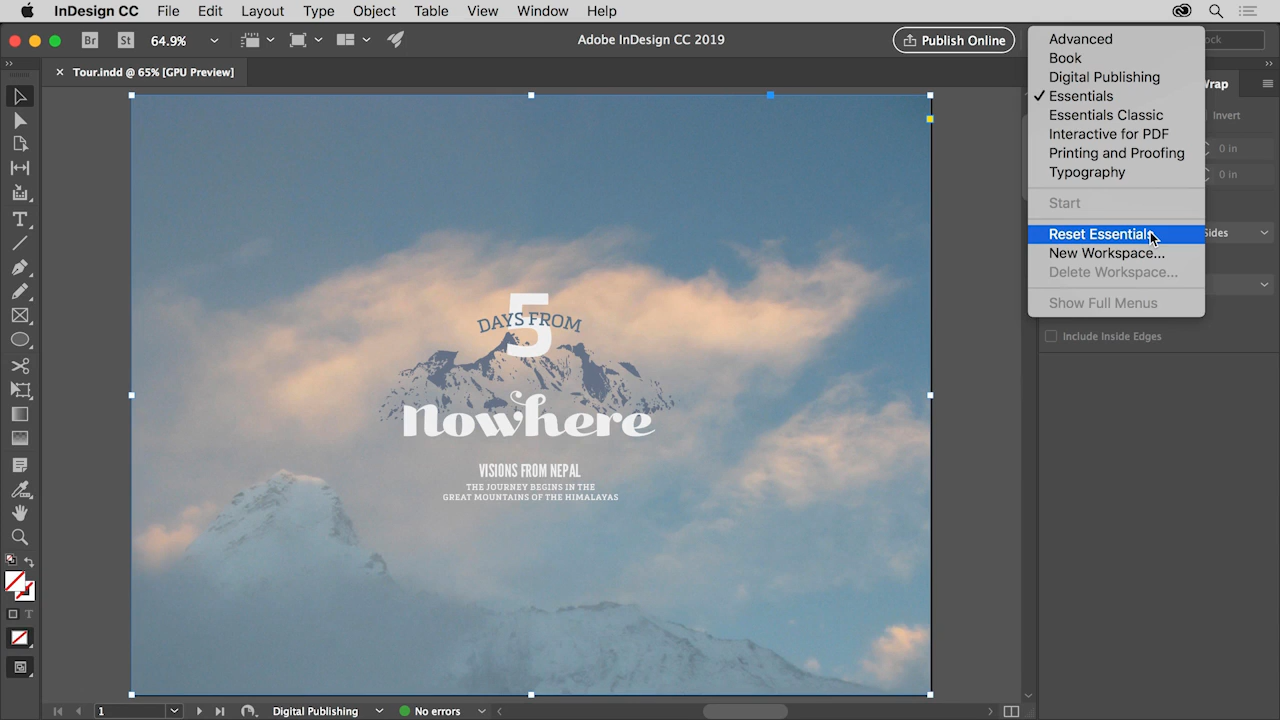 InDesign CC File Edit Layout Type Object Table View Window Help
Br St 64.9% Adobe InDesign CC 2019 Publish Online
Tour.indd @ 65% [GPU Preview]
Advanced
Book
Digital Publishing
Essentials
Essentials Classic
Interactive for PDF
Printing and Proofing
Typography
Start
Reset Essentials
New Workspace...
Delete Workspace...
Show Full Menus
Wrap
Invert
0 in
0 in
Sides
Include Inside Edges
5
DAYS FROM
Nowhere
VISIONS FROM NEPAL
THE JOURNEY BEGINS IN THE
GREAT MOUNTAINS OF THE HIMALAYAS
T
T
1 Digital Publishing No errors